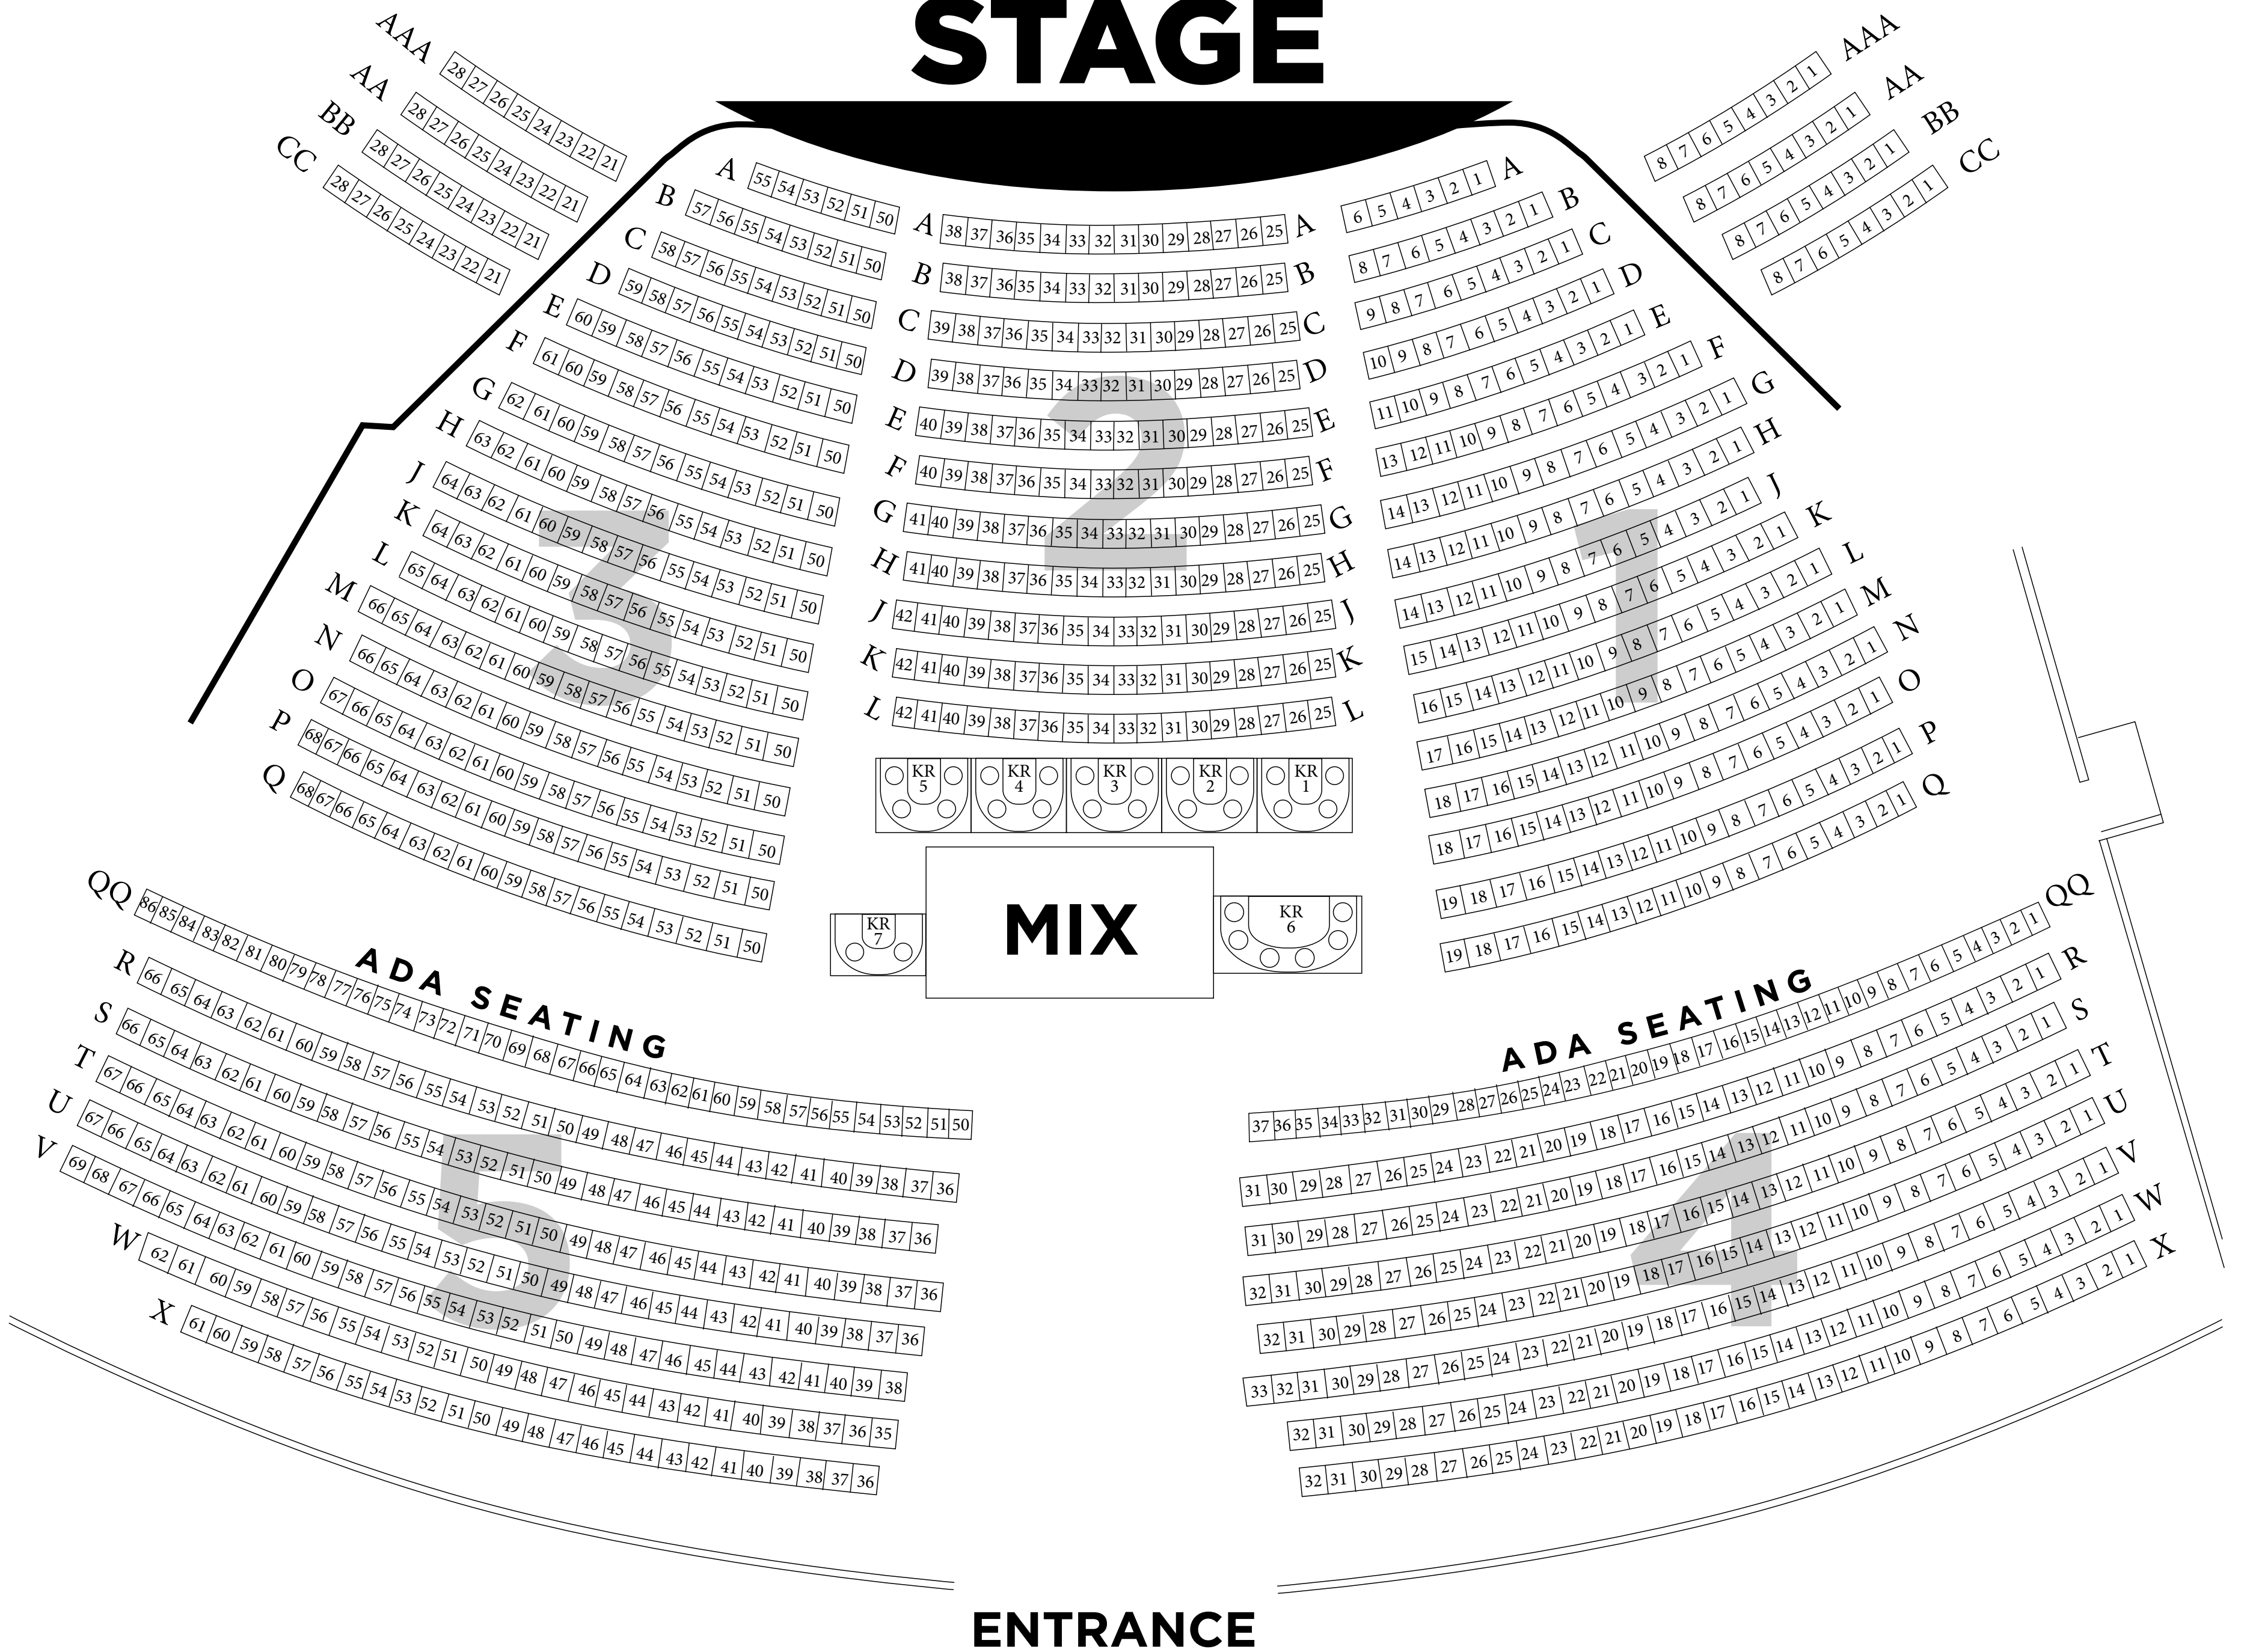 STAGE
AAA 28 27 26 25 24 23 22 21
AA 28 27 26 25 24 23 22 21
BB 28 27 26 25 24 23 22 21
CC 28 27 26 25 24 23 22 21
8 7 6 5 4 3 2 1 AAA
8 7 6 5 4 3 2 1 AA
8 7 6 5 4 3 2 1 BB
8 7 6 5 4 3 2 1 CC
A 55 54 53 52 51 50
B 57 56 55 54 53 52 51 50
C 58 57 56 55 54 53 52 51 50
D 59 58 57 56 55 54 53 52 51 50
E 60 59 58 57 56 55 54 53 52 51 50
F 61 60 59 58 57 56 55 54 53 52 51 50
G 62 61 60 59 58 57 56 55 54 53 52 51 50
H 63 62 61 60 59 58 57 56 55 54 53 52 51 50
J 64 63 62 61 60 59 58 57 56 55 54 53 52 51 50
K 64 63 62 61 60 59 58 57 56 55 54 53 52 51 50
L 65 64 63 62 61 60 59 58 57 56 55 54 53 52 51 50
M 66 65 64 63 62 61 60 59 58 57 56 55 54 53 52 51 50
N 66 65 64 63 62 61 60 59 58 57 56 55 54 53 52 51 50
O 67 66 65 64 63 62 61 60 59 58 57 56 55 54 53 52 51 50
P 68 67 66 65 64 63 62 61 60 59 58 57 56 55 54 53 52 51 50
Q 68 67 66 65 64 63 62 61 60 59 58 57 56 55 54 53 52 51 50
3
A 38 37 36 35 34 33 32 31 30 29 28 27 26 25 A
B 38 37 36 35 34 33 32 31 30 29 28 27 26 25 B
C 39 38 37 36 35 34 33 32 31 30 29 28 27 26 25 C
D 39 38 37 36 35 34 33 32 31 30 29 28 27 26 25 D
E 40 39 38 37 36 35 34 33 32 31 30 29 28 27 26 25 E
F 40 39 38 37 36 35 34 33 32 31 30 29 28 27 26 25 F
G 41 40 39 38 37 36 35 34 33 32 31 30 29 28 27 26 25 G
H 41 40 39 38 37 36 35 34 33 32 31 30 29 28 27 26 25 H
J 42 41 40 39 38 37 36 35 34 33 32 31 30 29 28 27 26 25 J
K 42 41 40 39 38 37 36 35 34 33 32 31 30 29 28 27 26 25 K
L 42 41 40 39 38 37 36 35 34 33 32 31 30 29 28 27 26 25 L
2
6 5 4 3 2 1 A
8 7 6 5 4 3 2 1 B
9 8 7 6 5 4 3 2 1 C
10 9 8 7 6 5 4 3 2 1 D
11 10 9 8 7 6 5 4 3 2 1 E
13 12 11 10 9 8 7 6 5 4 3 2 1 F
14 13 12 11 10 9 8 7 6 5 4 3 2 1 G
14 13 12 11 10 9 8 7 6 5 4 3 2 1 H
14 13 12 11 10 9 8 7 6 5 4 3 2 1 J
15 14 13 12 11 10 9 8 7 6 5 4 3 2 1 K
16 15 14 13 12 11 10 9 8 7 6 5 4 3 2 1 L
17 16 15 14 13 12 11 10 9 8 7 6 5 4 3 2 1 M
18 17 16 15 14 13 12 11 10 9 8 7 6 5 4 3 2 1 N
18 17 16 15 14 13 12 11 10 9 8 7 6 5 4 3 2 1 O
19 18 17 16 15 14 13 12 11 10 9 8 7 6 5 4 3 2 1 P
19 18 17 16 15 14 13 12 11 10 9 8 7 6 5 4 3 2 1 Q
1
KR 5 KR 4 KR 3 KR 2 KR 1
KR 7
MIX
KR 6
QQ 86 85 84 83 82 81 80 79 78 77 76 75 74 73 72 71 70 69 68 67 66 65 64 63 62 61 60 59 58 57 56 55 54 53 52 51 50
ADA SEATING
R 66 65 64 63 62 61 60 59 58 57 56 55 54 53 52 51 50 49 48 47 46 45 44 43 42 41 40 39 38 37 36
S 66 65 64 63 62 61 60 59 58 57 56 55 54 53 52 51 50 49 48 47 46 45 44 43 42 41 40 39 38 37 36
T 67 66 65 64 63 62 61 60 59 58 57 56 55 54 53 52 51 50 49 48 47 46 45 44 43 42 41 40 39 38 37 36
U 67 66 65 64 63 62 61 60 59 58 57 56 55 54 53 52 51 50 49 48 47 46 45 44 43 42 41 40 39 38 37 36
V 69 68 67 66 65 64 63 62 61 60 59 58 57 56 55 54 53 52 51 50 49 48 47 46 45 44 43 42 41 40 39 38
W 62 61 60 59 58 57 56 55 54 53 52 51 50 49 48 47 46 45 44 43 42 41 40 39 38 37 36 35
X 61 60 59 58 57 56 55 54 53 52 51 50 49 48 47 46 45 44 43 42 41 40 39 38 37 36
5
37 36 35 34 33 32 31 30 29 28 27 26 25 24 23 22 21 20 19 18 17 16 15 14 13 12 11 10 9 8 7 6 5 4 3 2 1 QQ
ADA SEATING
31 30 29 28 27 26 25 24 23 22 21 20 19 18 17 16 15 14 13 12 11 10 9 8 7 6 5 4 3 2 1 R
31 30 29 28 27 26 25 24 23 22 21 20 19 18 17 16 15 14 13 12 11 10 9 8 7 6 5 4 3 2 1 S
32 31 30 29 28 27 26 25 24 23 22 21 20 19 18 17 16 15 14 13 12 11 10 9 8 7 6 5 4 3 2 1 T
32 31 30 29 28 27 26 25 24 23 22 21 20 19 18 17 16 15 14 13 12 11 10 9 8 7 6 5 4 3 2 1 U
33 32 31 30 29 28 27 26 25 24 23 22 21 20 19 18 17 16 15 14 13 12 11 10 9 8 7 6 5 4 3 2 1 V
32 31 30 29 28 27 26 25 24 23 22 21 20 19 18 17 16 15 14 13 12 11 10 9 8 7 6 5 4 3 2 1 W
32 31 30 29 28 27 26 25 24 23 22 21 20 19 18 17 16 15 14 13 12 11 10 9 8 7 6 5 4 3 2 1 X
4
ENTRANCE